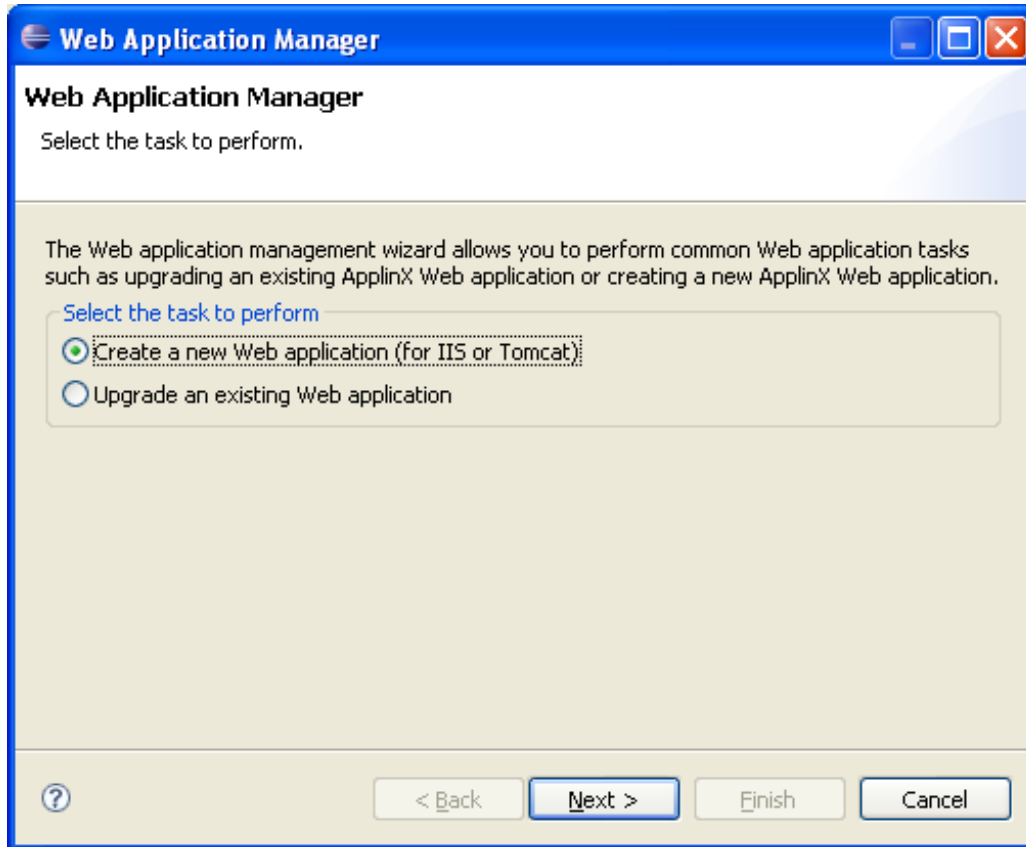 Web Application Manager
Web Application Manager
Select the task to perform.
The Web application management wizard allows you to perform common Web application tasks
such as upgrading an existing ApplinX Web application or creating a new ApplinX Web application.
Select the task to perform
Create a new Web application (for IIS or Tomcat)
Upgrade an existing Web application
? < Back Next > Finish Cancel